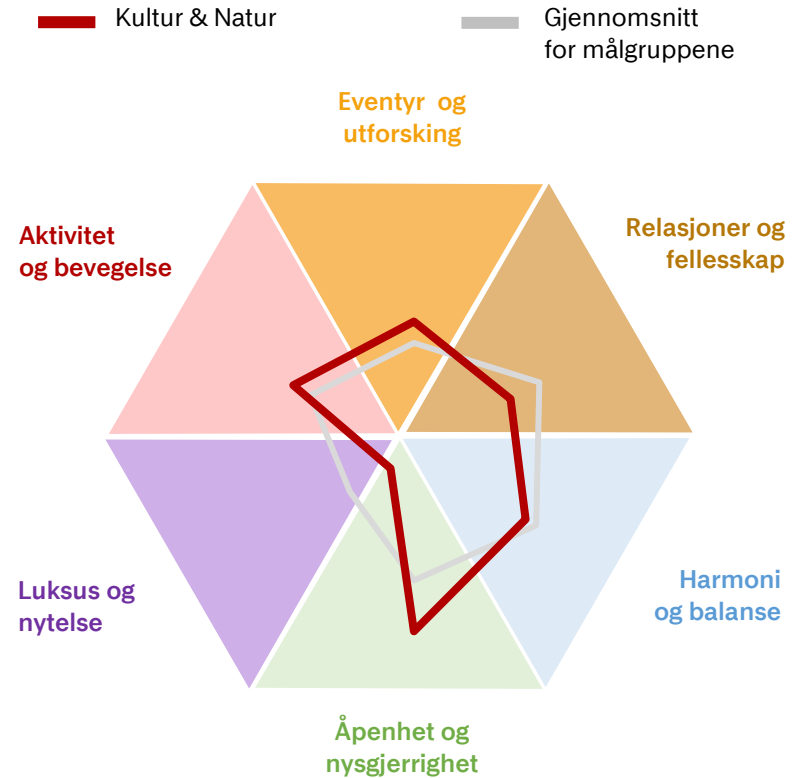 Kultur & Natur
Gjennomsnitt
for målgruppene
Eventyr og
utforsking
Relasjoner og
fellesskap
Aktivitet
og bevegelse
Harmoni
og balanse
Luksus og
nytelse
Åpenhet og
nysgjerrighet